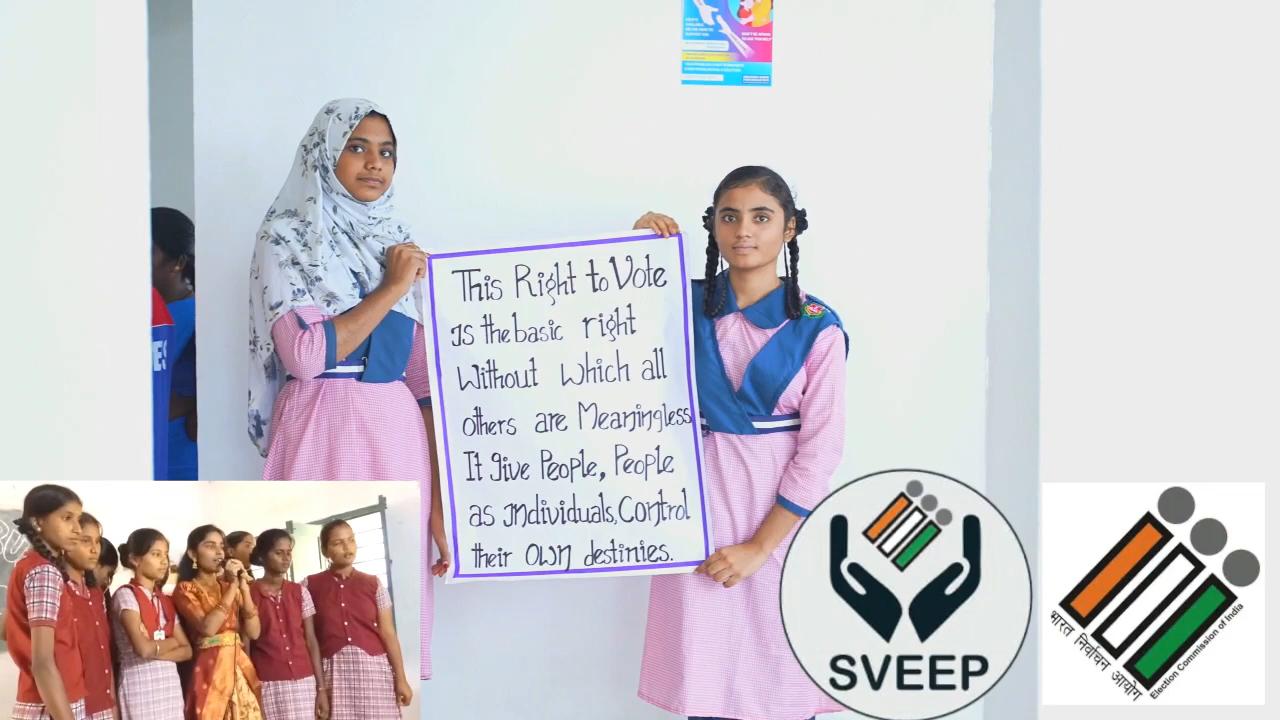 This Right to Vote
Is the basic right
Without Which all
others are Meaningless
It give People, People
as individuals, Control
their OWN destinies.
SVEEP
भारत निर्वाचन आयोग
Election Commission of India